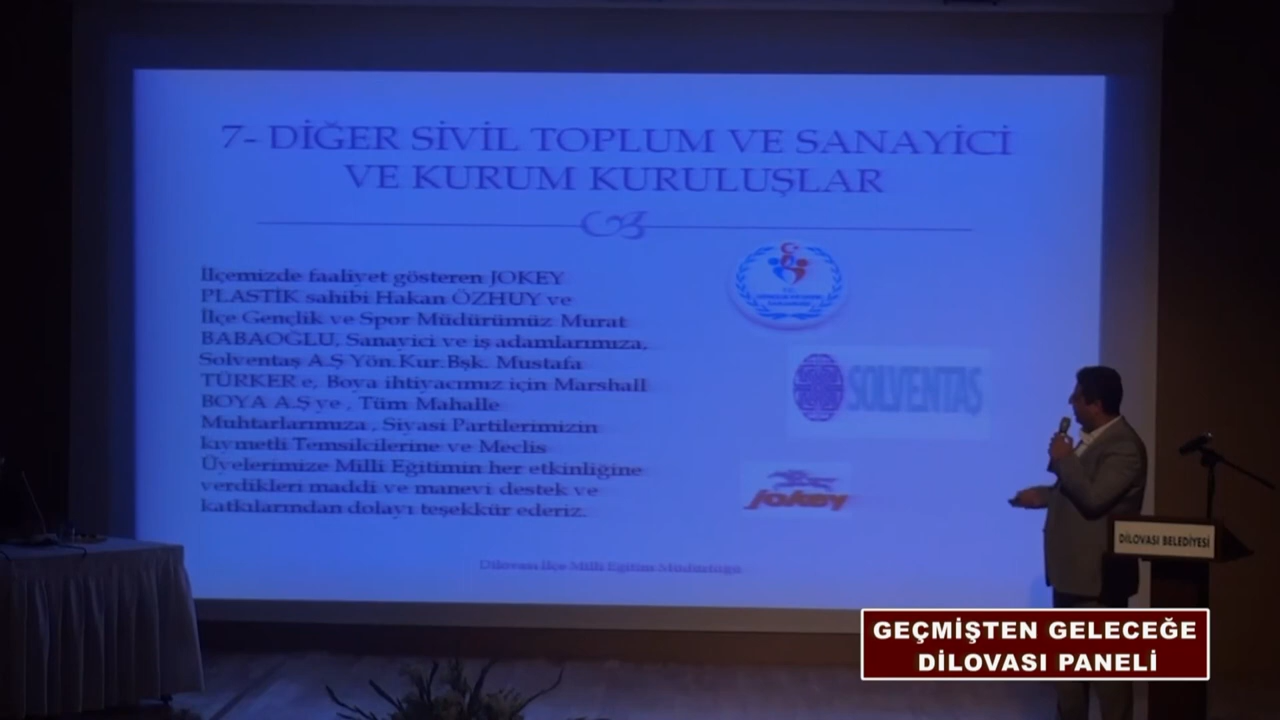 7- DİĞER SİVİL TOPLUM VE SANAYİCİ
VE KURUM KURULUŞLAR
İlçemizde faaliyet gösteren JOKEY
PLASTİK sahibi Hakan ÖZHUY ve
İlçe Gençlik ve Spor Müdürümüz Murat
BABAOĞLU, Sanayici ve iş adamlarımıza,
Solventaş A.Ş Yön.Kur.Bşk. Mustafa
TÜRKER e, Boya ihtiyacımız için Marshall
BOYA A.Ş ye , Tüm Mahalle
Muhtarlarımıza , Siyasi Partilerimizin
kıymetli Temsilcilerine ve Meclis
Üyelerimize Milli Eğitimin her etkinliğine
verdikleri maddi ve manevi destek ve
katkılarından dolayı teşekkür ederiz.
SOLVENTAŞ
Jokey
Dilovası İlçe Milli Eğitim Müdürlüğü
DİLOVASI BELEDİYESİ
GEÇMİŞTEN GELECEĞE
DİLOVASI PANELİ